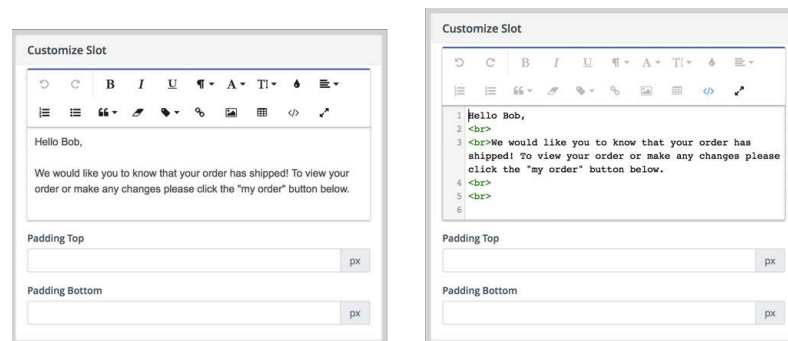 Customize Slot
B I U ¶ A T!
“ </>
Hello Bob,
We would like you to know that your order has shipped! To view your
order or make any changes please click the "my order" button below.
Padding Top
px
Padding Bottom
px
Customize Slot
B I U ¶ A T!
“ </>
1 Hello Bob,
2 <br>
3 <br>We would like you to know that your order has
shipped! To view your order or make any changes please
click the "my order" button below.
4 <br>
5 <br>
6
Padding Top
px
Padding Bottom
px